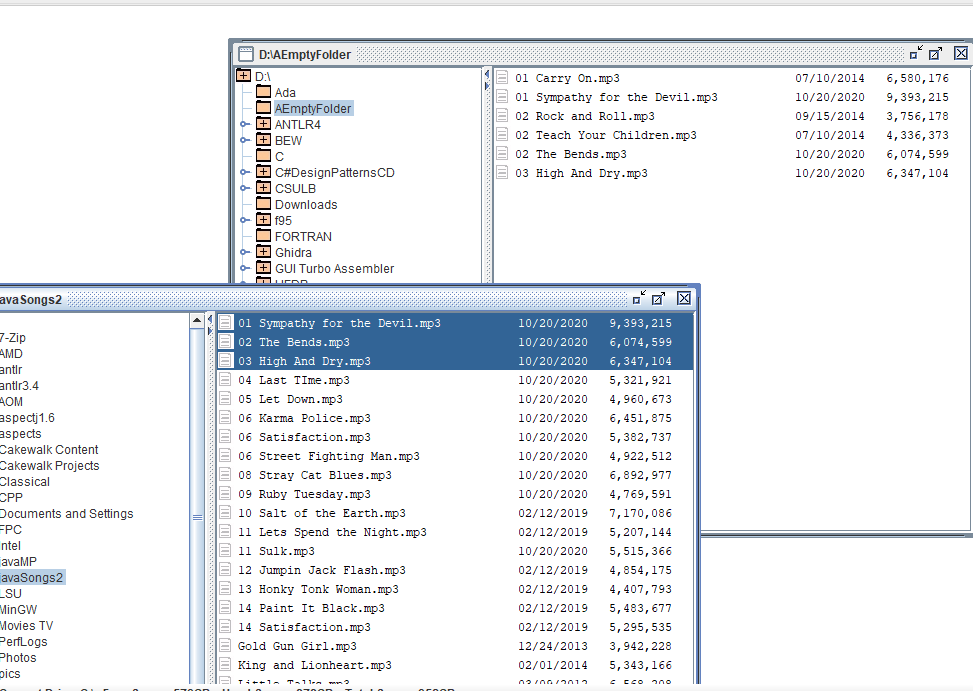 D:\AEmptyFolder
D:\
Ada
AEmptyFolder
ANTLR4
BEW
C
C#DesignPatternsCD
CSULB
Downloads
f95
FORTRAN
Ghidra
GUI Turbo Assembler
01 Carry On.mp3 07/10/2014 6,580,176
01 Sympathy for the Devil.mp3 10/20/2020 9,393,215
02 Rock and Roll.mp3 09/15/2014 3,756,178
02 Teach Your Children.mp3 07/10/2014 4,336,373
02 The Bends.mp3 10/20/2020 6,074,599
03 High And Dry.mp3 10/20/2020 6,347,104
avaSongs2
7-Zip
AMD
antlr
antlr3.4
AOM
aspectj1.6
aspects
Cakewalk Content
Cakewalk Projects
Classical
CPP
Documents and Settings
FPC
ntel
avaMP
avaSongs2
LSU
MinGW
Movies TV
PerfLogs
Photos
pics
01 Sympathy for the Devil.mp3 10/20/2020 9,393,215
02 The Bends.mp3 10/20/2020 6,074,599
03 High And Dry.mp3 10/20/2020 6,347,104
04 Last TIme.mp3 10/20/2020 5,321,921
05 Let Down.mp3 10/20/2020 4,960,673
06 Karma Police.mp3 10/20/2020 6,451,875
06 Satisfaction.mp3 10/20/2020 5,382,737
06 Street Fighting Man.mp3 10/20/2020 4,922,512
08 Stray Cat Blues.mp3 10/20/2020 6,892,977
09 Ruby Tuesday.mp3 10/20/2020 4,769,591
10 Salt of the Earth.mp3 02/12/2019 7,170,086
11 Lets Spend the Night.mp3 02/12/2019 5,207,144
11 Sulk.mp3 10/20/2020 5,515,366
12 Jumpin Jack Flash.mp3 02/12/2019 4,854,175
13 Honky Tonk Woman.mp3 02/12/2019 4,407,793
14 Paint It Black.mp3 02/12/2019 5,483,677
14 Satisfaction.mp3 02/12/2019 5,295,535
Gold Gun Girl.mp3 12/24/2013 3,942,228
King and Lionheart.mp3 02/01/2014 5,343,166
Little Talks.mp3 03/09/2012